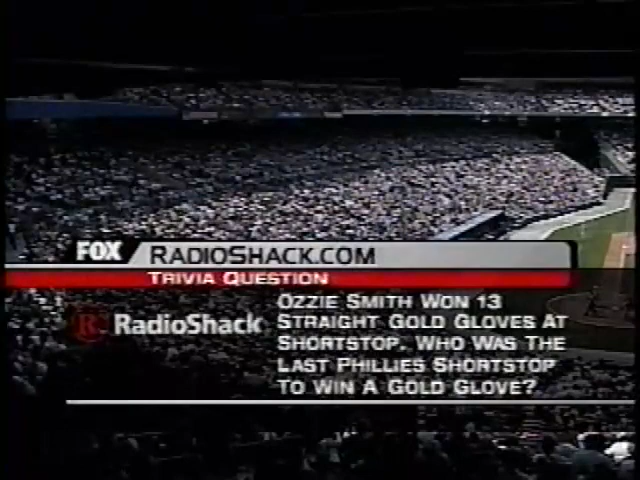 FOX RADIOSHACK.COM
TRIVIA QUESTION
R RadioShack
OZZIE SMITH WON 13
STRAIGHT GOLD GLOVES AT
SHORTSTOP. WHO WAS THE
LAST PHILLIES SHORTSTOP
TO WIN A GOLD GLOVE?